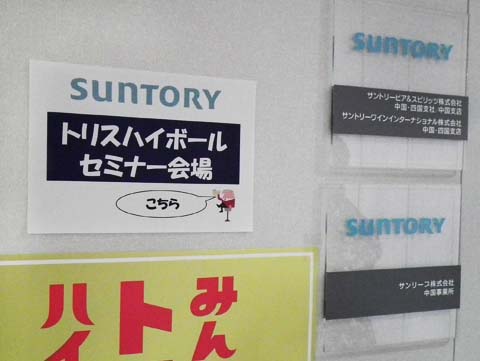 SUNTORY
トリスハイボール
セミナー会場
こちら
SUNTORY
サントリービア&スピリッツ株式会社
中国・四国支社 中国支店
サントリーワインインターナショナル株式会社
中国・四国支店
SUNTORY
サンリーブ株式会社
中国事業所
みん
ト
ハイ